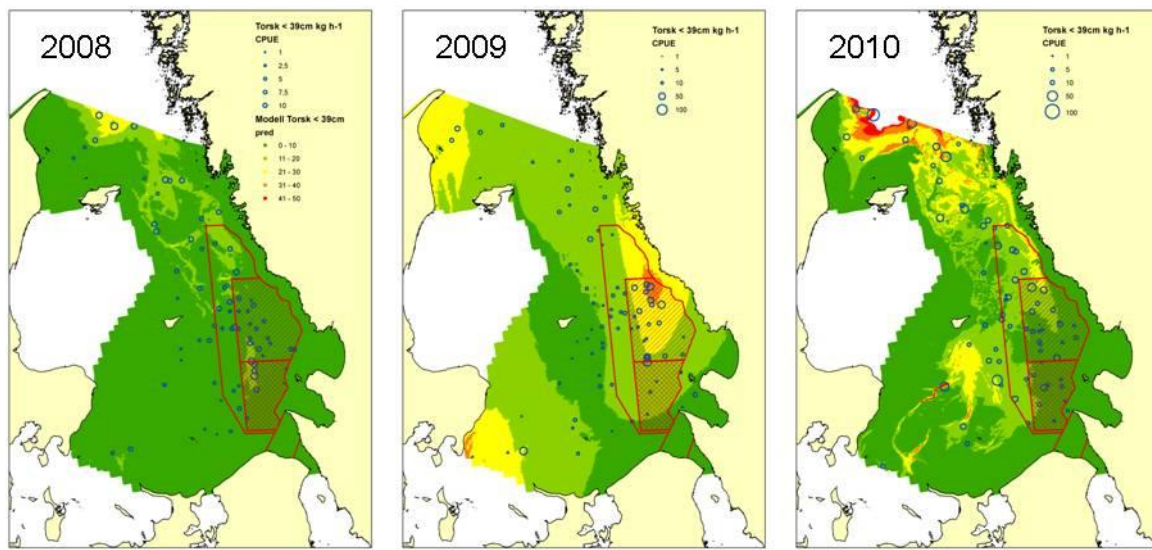 2008
Torsk < 39cm kg h-1
CPUE
1
2,5
5
7,5
10
Modell Torsk < 39cm
pred
0 - 10
11 - 20
21 - 30
31 - 40
41 - 50
2009
Torsk < 39cm kg h-1
CPUE
1
5
10
50
100
2010
Torsk < 39cm kg h-1
CPUE
1
5
10
50
100